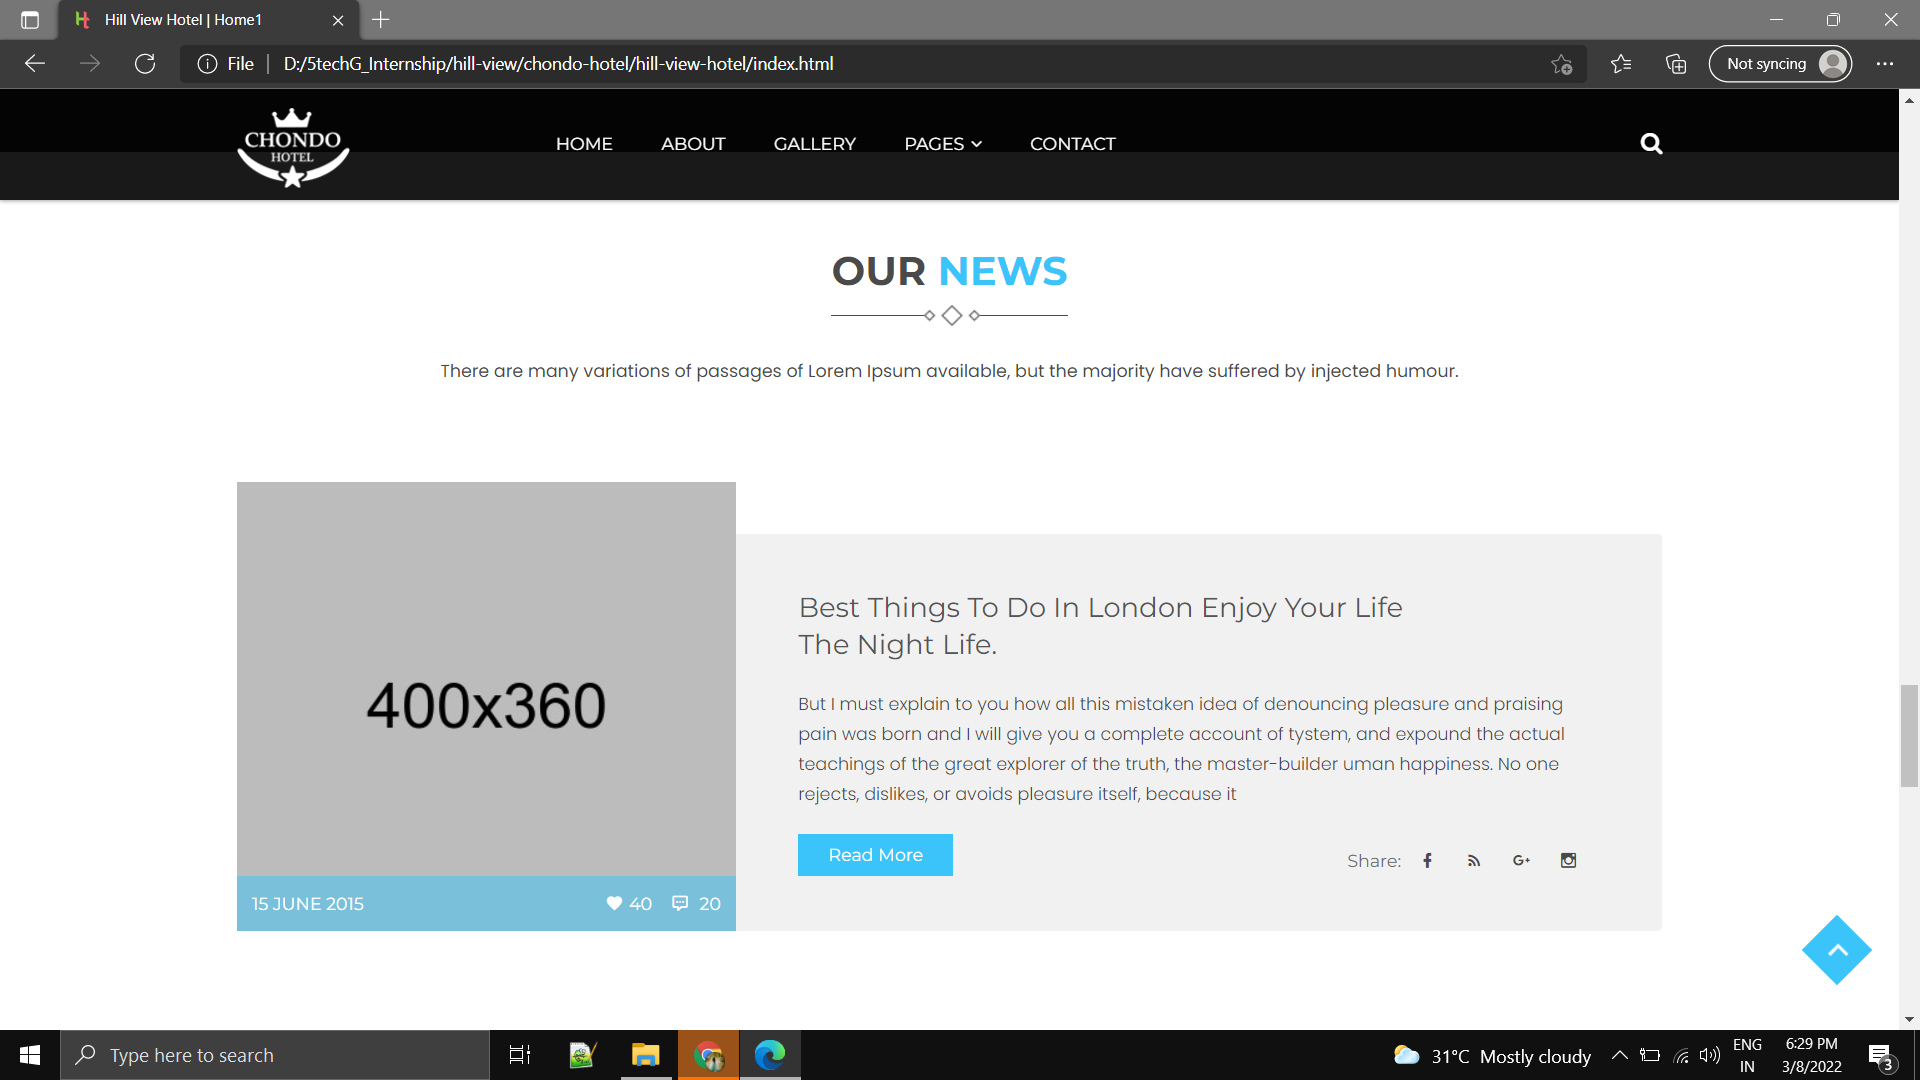 Hill View Hotel | Home1
File
D:/5techG_Internship/hill-view/chondo-hotel/hill-view-hotel/index.html
Not syncing
CHONDO
HOTEL
HOME
ABOUT
GALLERY
PAGES
CONTACT
OUR NEWS
There are many variations of passages of Lorem Ipsum available, but the majority have suffered by injected humour.
400x360
15 JUNE 2015
40
20
Best Things To Do In London Enjoy Your Life
The Night Life.
But I must explain to you how all this mistaken idea of denouncing pleasure and praising
pain was born and I will give you a complete account of tystem, and expound the actual
teachings of the great explorer of the truth, the master-builder uman happiness. No one
rejects, dislikes, or avoids pleasure itself, because it
Read More
Share:
G+
Type here to search
31°C Mostly cloudy
ENG
IN
6:29 PM
3/8/2022
3